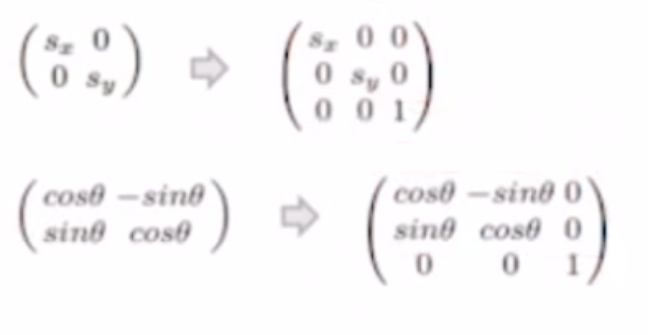 ( s_x 0 ) ⇨ ( s_x 0 0 )
( 0 s_y ) ( 0 s_y 0 )
( 0 0 1 )
( cosθ −sinθ ) ⇨ ( cosθ −sinθ 0 )
( sinθ cosθ ) ( sinθ cosθ 0 )
( 0 0 1 )